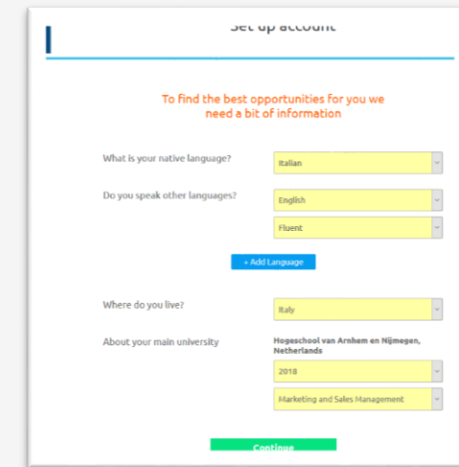 Set up account
To find the best opportunities for you we
need a bit of information
What is your native language?
Italian
Do you speak other languages?
English
Fluent
+ Add Language
Where do you live?
Italy
About your main university
Hogeschool van Arnhem en Nijmegen,
Netherlands
2018
Marketing and Sales Management
Continue